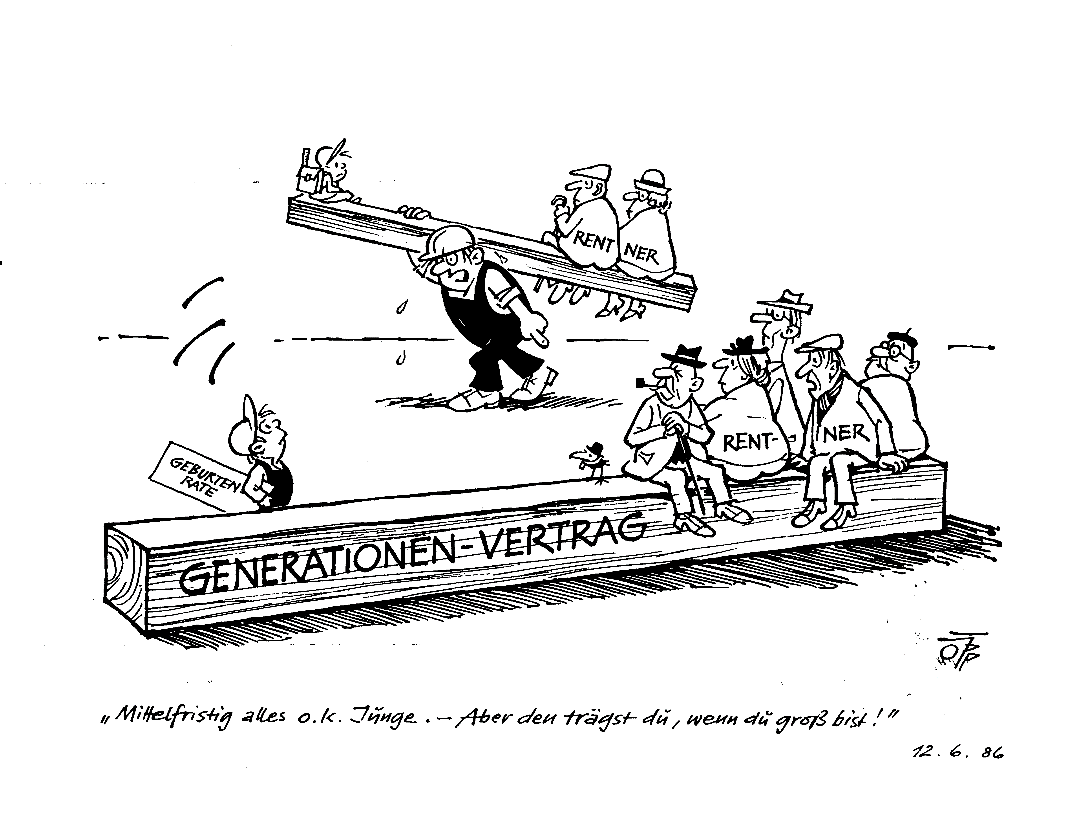 RENT NER
RENT- NER
GEBURTEN
RATE
GENERATIONEN-VERTRAG
„Mittelfristig alles o.k. Junge. – Aber den trägst du, wenn du groß bist!"
12. 6. 86